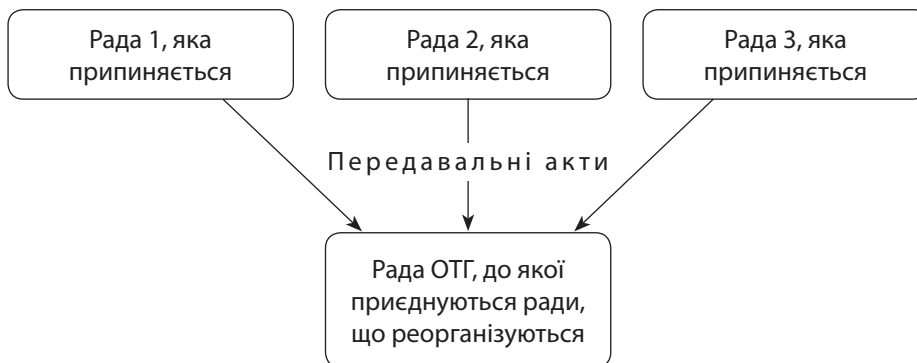 Рада 1, яка
припиняється
Рада 2, яка
припиняється
Рада 3, яка
припиняється
Передавальні акти
Рада ОТГ, до якої
приєднуються ради,
що реорганізуються